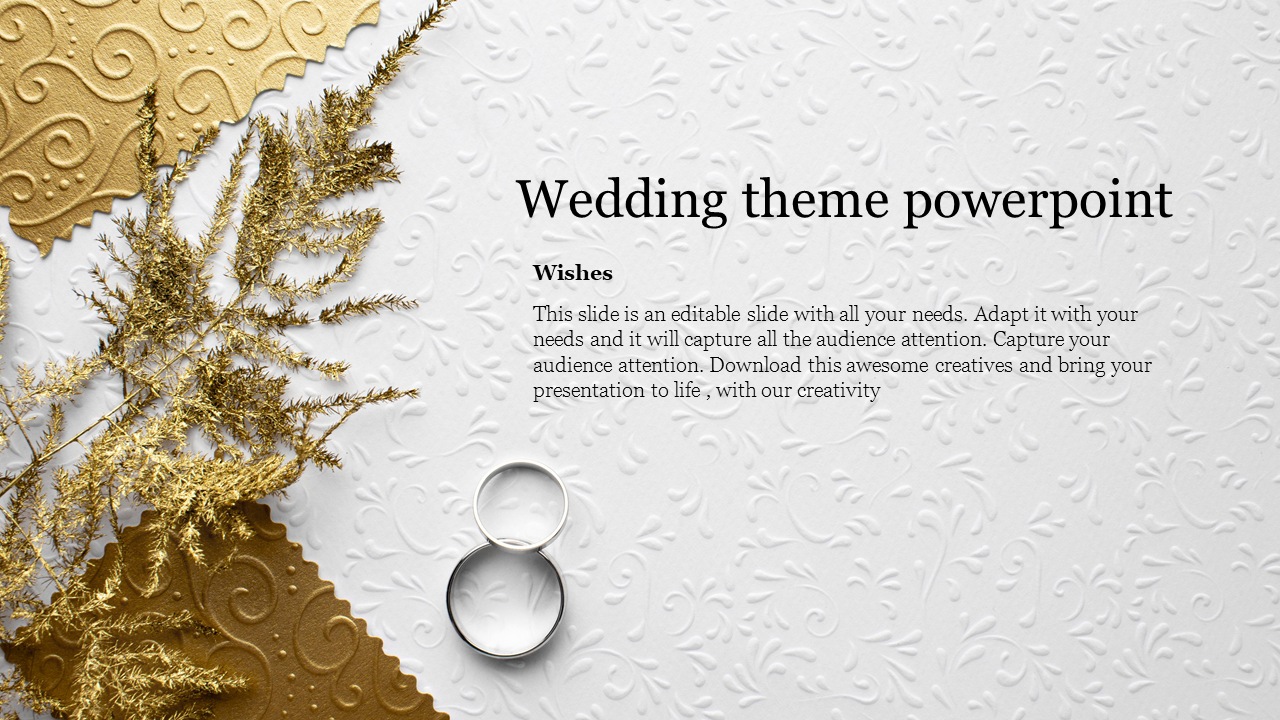 Wedding theme powerpoint
Wishes
This slide is an editable slide with all your needs. Adapt it with your
needs and it will capture all the audience attention. Capture your
audience attention. Download this awesome creatives and bring your
presentation to life , with our creativity